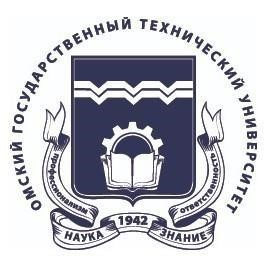 ОМСКИЙ ГОСУДАРСТВЕННЫЙ ТЕХНИЧЕСКИЙ УНИВЕРСИТЕТ
профессионализм
ответственность
НАУКА
1942
ЗНАНИЕ